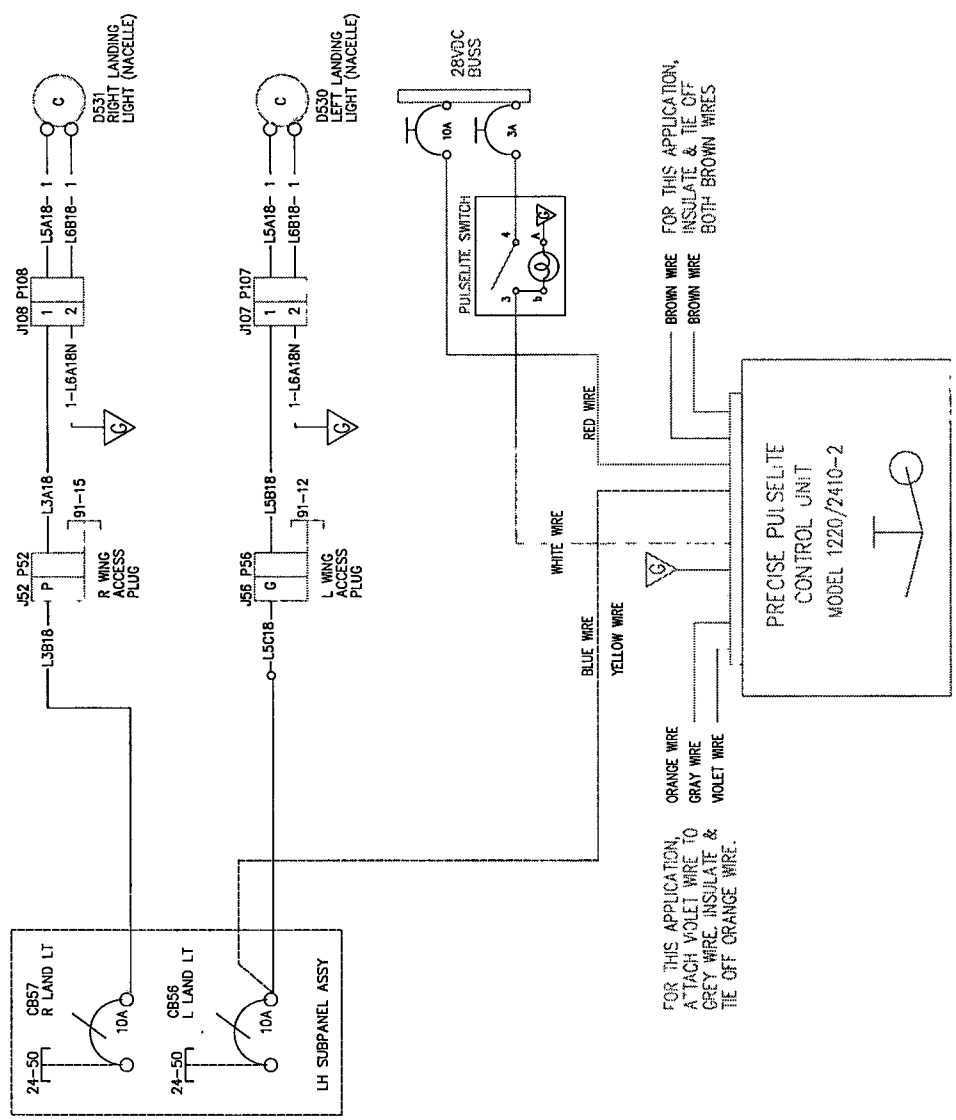 24-50
CB57
R LAND LT
10A
24-50
CB56
L LAND LT
10A
LH SUBPANEL ASSY
L3B18
J52 P52
P
R WING
ACCESS
PLUG
91-15
L3A18
J108 P108
1
2
1-L6A18N
G
L5A18- 1
L6B18- 1
C
D531
RIGHT LANDING
LIGHT (NACELLE)
L5C18
J56 P56
G
L WING
ACCESS
PLUG
91-12
L5B18
J107 P107
1
2
1-L6A18N
G
L5A18- 1
L6B18- 1
C
D530
LEFT LANDING
LIGHT (NACELLE)
28VDC
BUSS
10A
3A
PULSELITE SWITCH
3
4
b
A
G
RED WIRE
WHITE WIRE
BLUE WIRE
YELLOW WIRE
G
BROWN WIRE
BROWN WIRE
FOR THIS APPLICATION,
INSULATE & TIE OFF
BOTH BROWN WIRES
ORANGE WIRE
GRAY WIRE
VIOLET WIRE
FOR THIS APPLICATION,
ATTACH VIOLET WIRE TO
GREY WIRE. INSULATE &
TIE OFF ORANGE WIRE.
PRECISE PULSELITE
CONTROL UNIT
MODEL 1220/2410-2